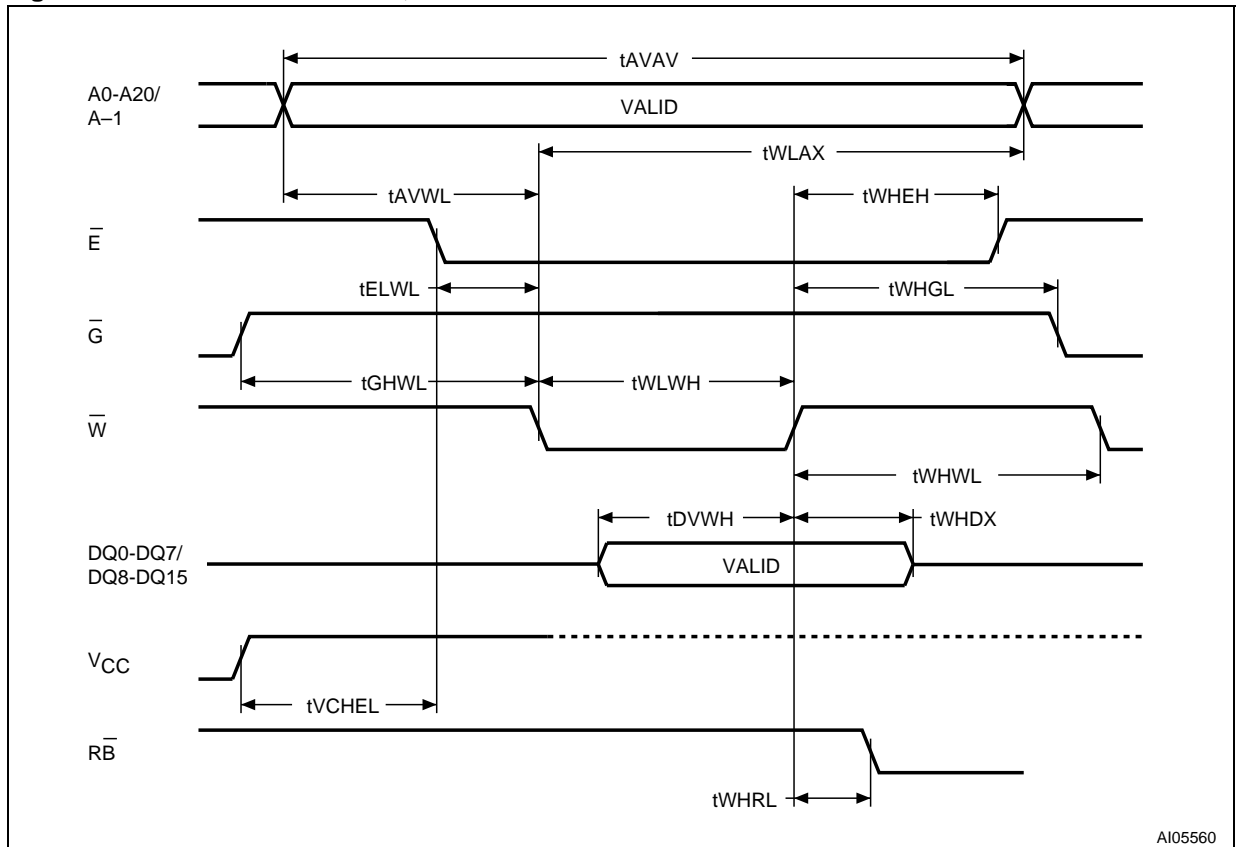 tAVAV
A0-A20/
A–1
VALID
tWLAX
tAVWL
tWHEH
E̅
tELWL
tWHGL
G̅
tGHWL
tWLWH
W̅
tWHWL
tDVWH
tWHDX
DQ0-DQ7/
DQ8-DQ15
VALID
VCC
tVCHEL
RB̅
tWHRL
AI05560